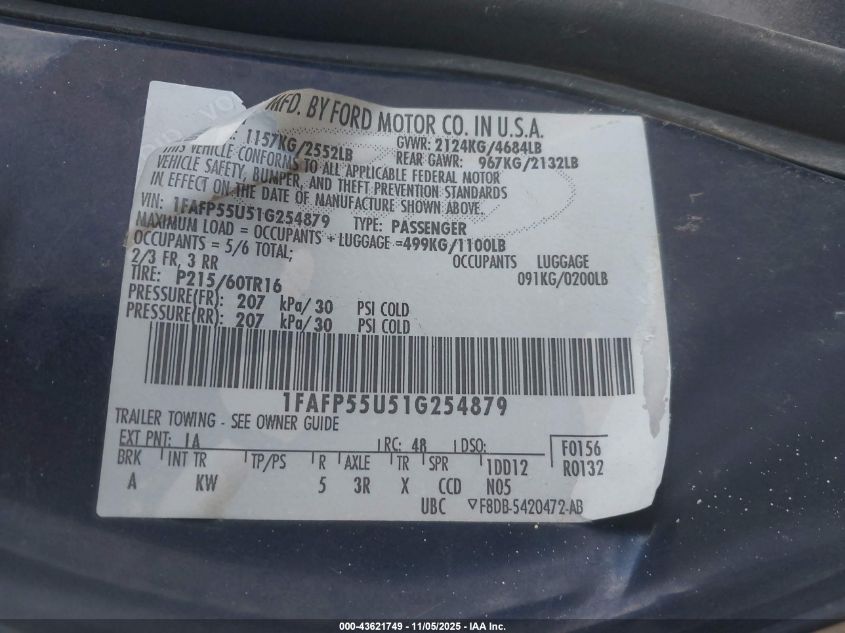 MFD. BY FORD MOTOR CO. IN U.S.A.
1157KG/2552LB GVWR: 2124KG/4684LB
REAR GAWR: 967KG/2132LB
THIS VEHICLE CONFORMS TO ALL APPLICABLE FEDERAL MOTOR
VEHICLE SAFETY, BUMPER, AND THEFT PREVENTION STANDARDS
IN EFFECT ON THE DATE OF MANUFACTURE SHOWN ABOVE.
VIN: 1FAFP55U51G254879 TYPE: PASSENGER
MAXIMUM LOAD = OCCUPANTS + LUGGAGE =499KG/1100LB
OCCUPANTS = 5/6 TOTAL; OCCUPANTS LUGGAGE
2/3 FR, 3 RR 091KG/0200LB
TIRE: P215/60TR16
PRESSURE(FR): 207 kPa/30 PSI COLD
PRESSURE(RR): 207 kPa/30 PSI COLD
1FAFP55U51G254879
TRAILER TOWING - SEE OWNER GUIDE
EXT PNT: LA RC: 48 DSO: F0156
BRK INT TR TP/PS R AXLE TR SPR 1DD12 R0132
A KW 5 3R X CCD N05
UBC ▽F8DB-5420472-AB
000-43621749 - 11/05/2025 - IAA Inc.